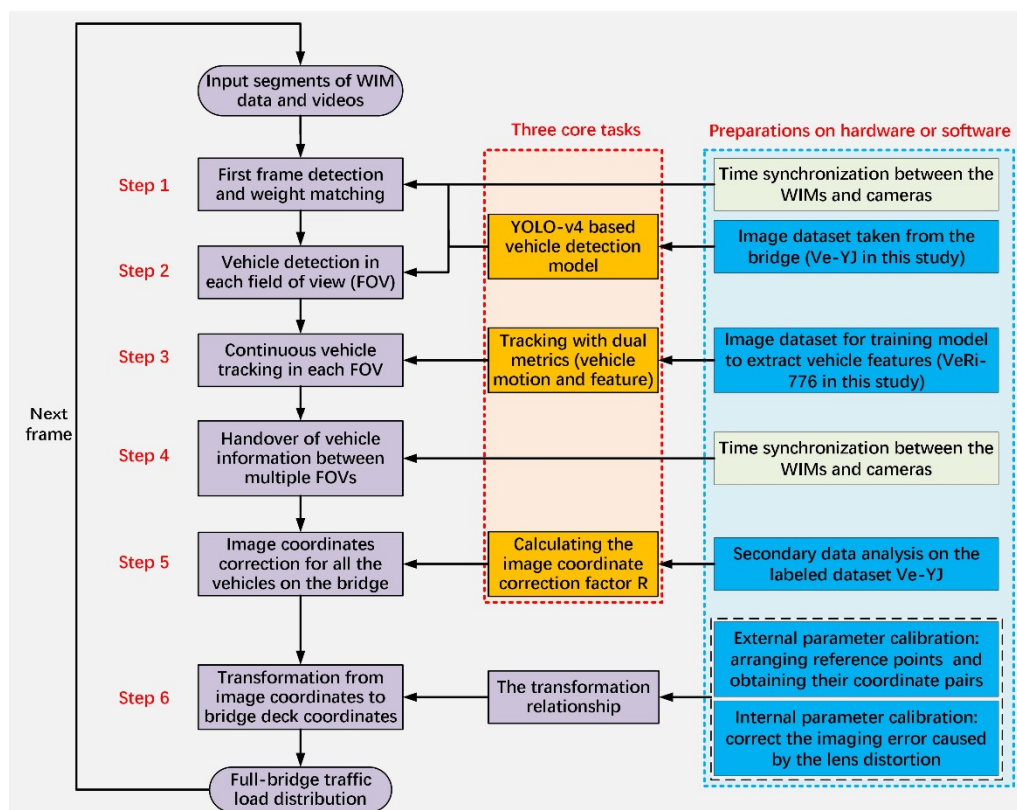 Input segments of WIM
data and videos
Three core tasks
Preparations on hardware or software
Step 1
First frame detection
and weight matching
Time synchronization between the
WIMs and cameras
Step 2
Vehicle detection in
each field of view (FOV)
YOLO-v4 based
vehicle detection
model
Image dataset taken from the
bridge (Ve-YJ in this study)
Step 3
Continuous vehicle
tracking in each FOV
Tracking with dual
metrics (vehicle
motion and feature)
Image dataset for training model
to extract vehicle features (VeRi-
776 in this study)
Next
frame
Step 4
Handover of vehicle
information between
multiple FOVs
Time synchronization between the
WIMs and cameras
Step 5
Image coordinates
correction for all the
vehicles on the bridge
Calculating the
image coordinate
correction factor R
Secondary data analysis on the
labeled dataset Ve-YJ
Step 6
Transformation from
image coordinates to
bridge deck coordinates
The transformation
relationship
External parameter calibration:
arranging reference points and
obtaining their coordinate pairs
Internal parameter calibration:
correct the imaging error caused
by the lens distortion
Full-bridge traffic
load distribution